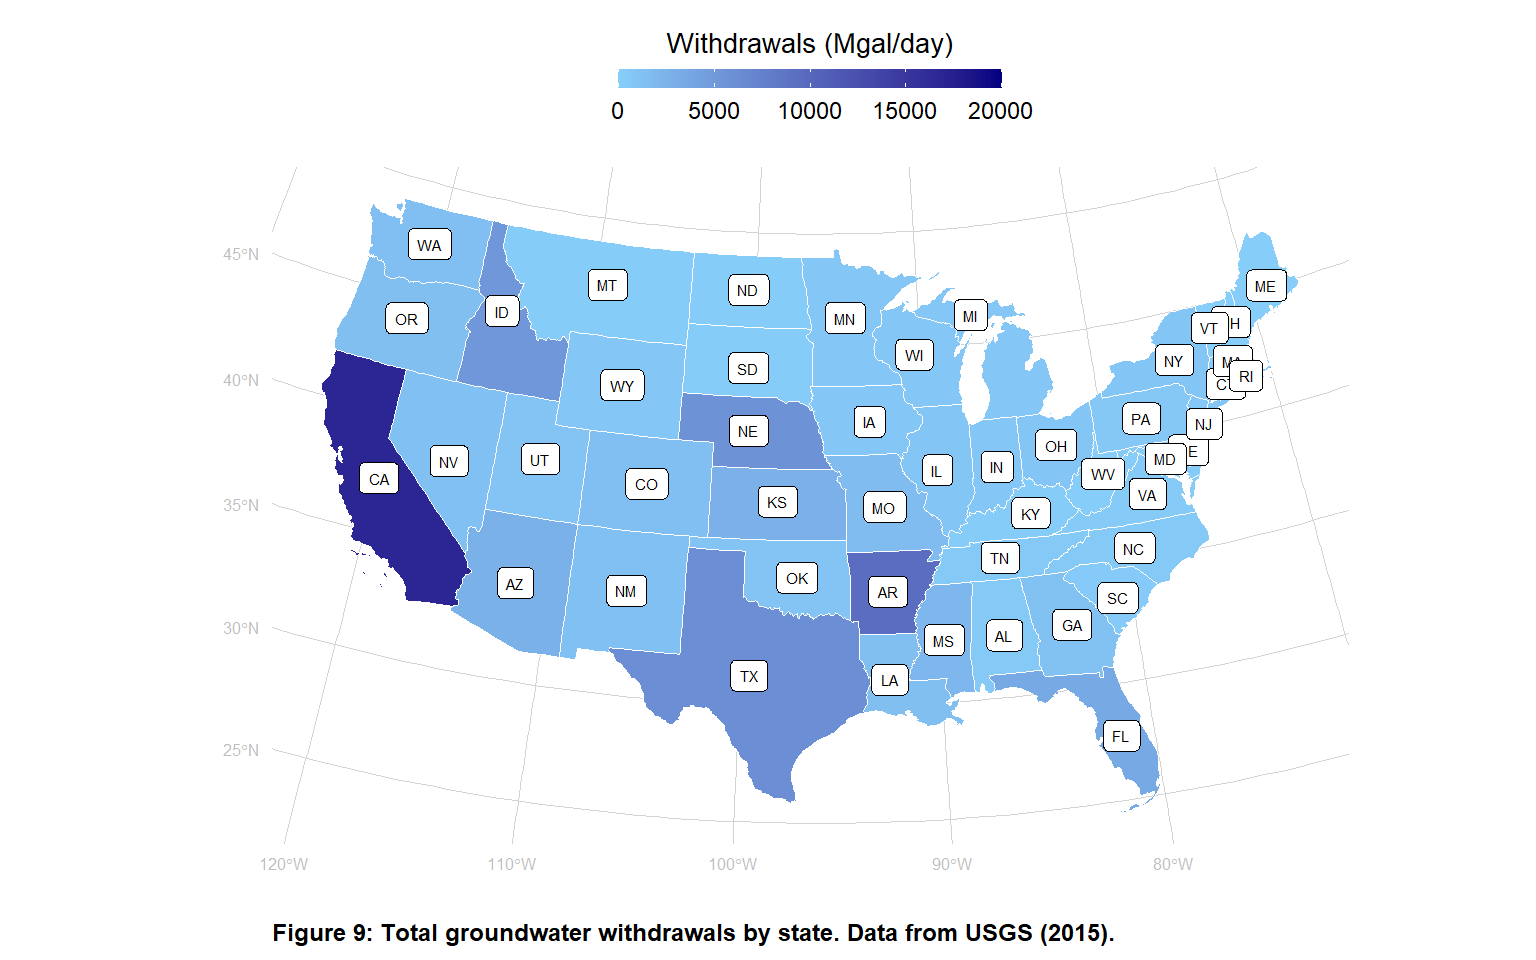 Withdrawals (Mgal/day)
0 5000 10000 15000 20000
45°N
40°N
35°N
30°N
25°N
WA
MT
ND
MN
MI
ME
OR
ID
VT
H
WI
NY
MA
RI
C
SD
WY
NE
IA
PA
NJ
OH
E
MD
NV
UT
CO
IL
IN
WV
VA
CA
KS
MO
KY
NC
TN
AZ
NM
OK
AR
SC
GA
MS
AL
TX
LA
FL
120°W 110°W 100°W 90°W 80°W
Figure 9: Total groundwater withdrawals by state. Data from USGS (2015).